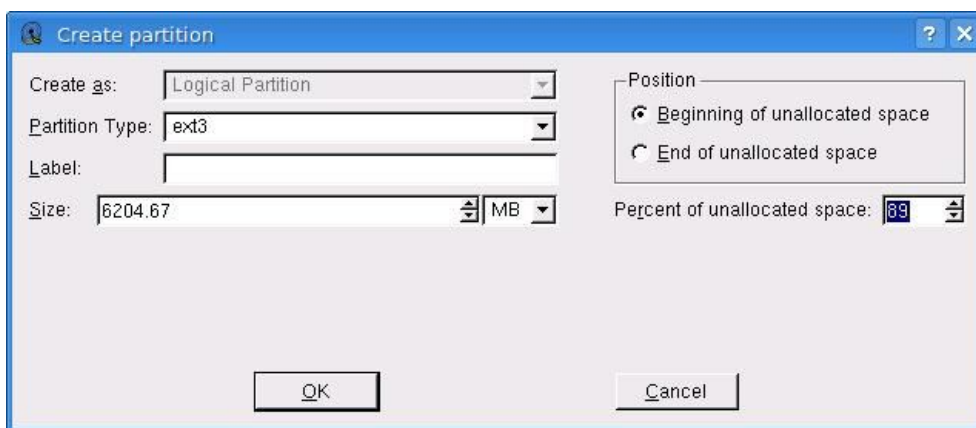 Create partition
Create as: Logical Partition
Partition Type: ext3
Label:
Size: 6204.67 MB
Position
Beginning of unallocated space
End of unallocated space
Percent of unallocated space: 89
OK
Cancel